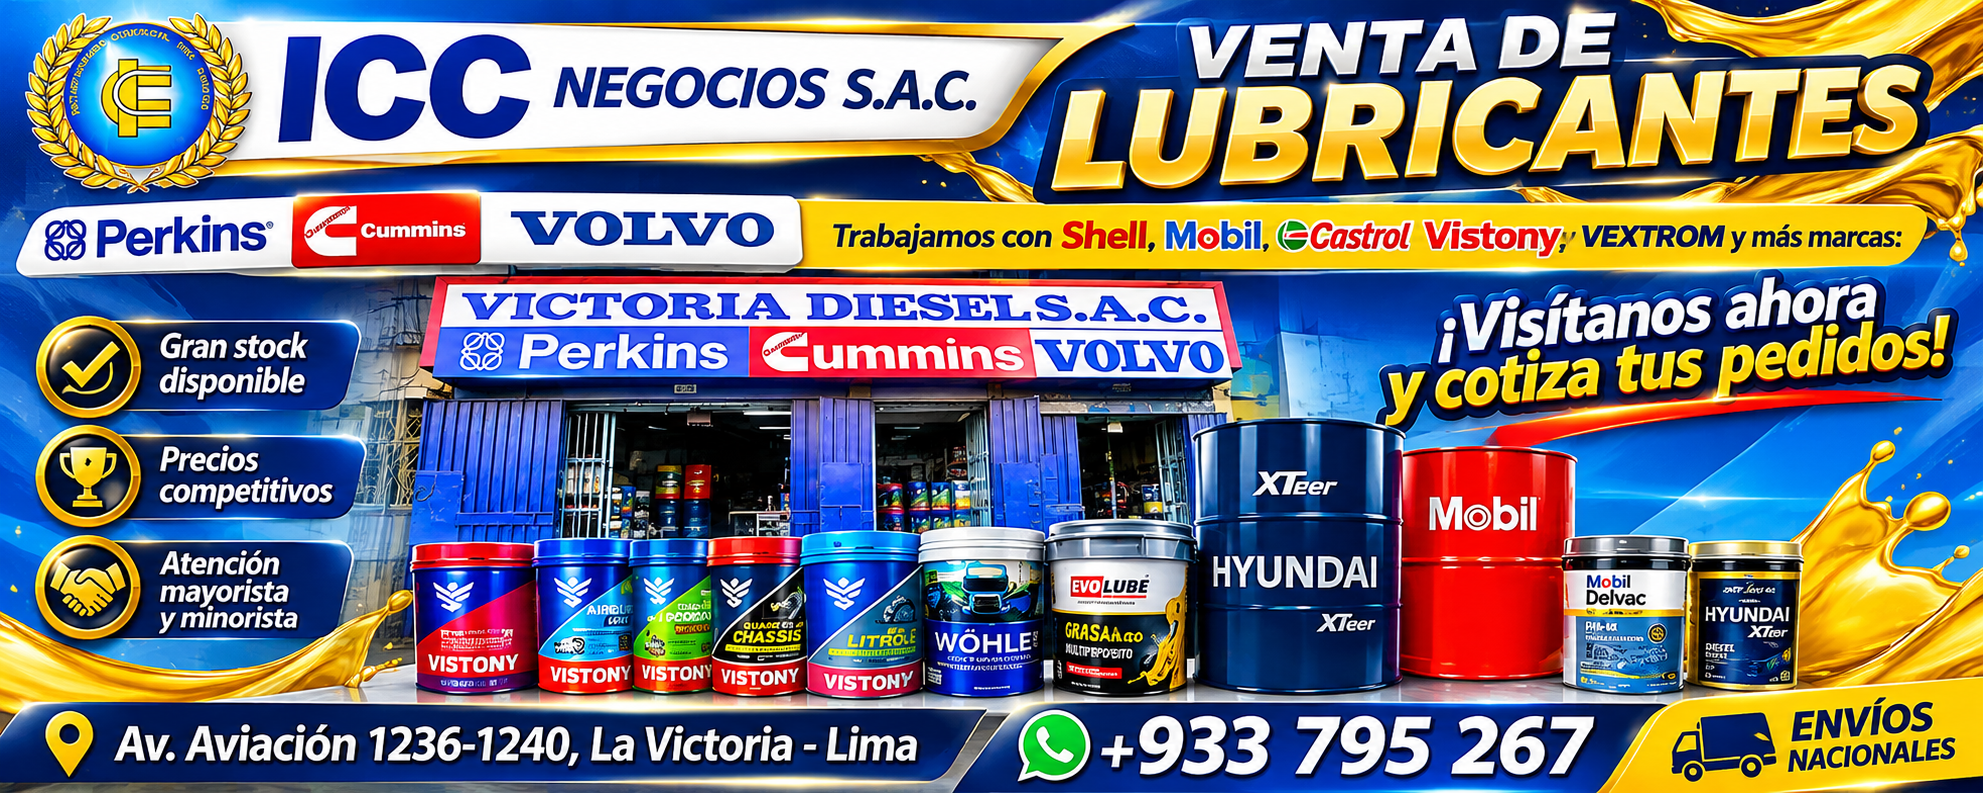 ICC NEGOCIOS S.A.C.
VENTA DE
LUBRICANTES
Perkins
Cummins
VOLVO
Trabajamos con Shell, Mobil, Castrol Vistony, VEXTROM y más marcas:
VICTORIA DIESEL S.A.C.
Perkins Cummins VOLVO
¡Visítanos ahora
y cotiza tus pedidos!
Gran stock
disponible
Precios
competitivos
Atención
mayorista
y minorista
VISTONY
VISTONY
VISTONY
CHASSIS
VISTONY
LITROLE
VISTONY
WÖHLE
EVOLUBE
GRASA
XTeer
HYUNDAI
XTeer
Mobil
Mobil
Delvac
HYUNDAI
XTeer
Av. Aviación 1236-1240, La Victoria - Lima
+933 795 267
ENVÍOS
NACIONALES